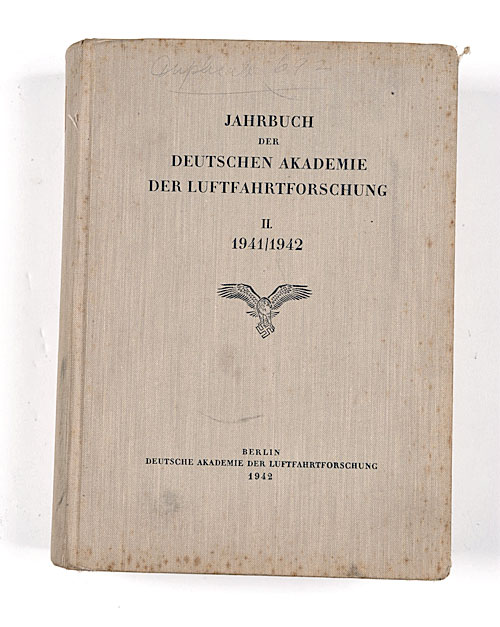 JAHRBUCH
DER
DEUTSCHEN AKADEMIE
DER LUFTFAHRTFORSCHUNG
II.
1941/1942
BERLIN
DEUTSCHE AKADEMIE DER LUFTFAHRTFORSCHUNG
1942